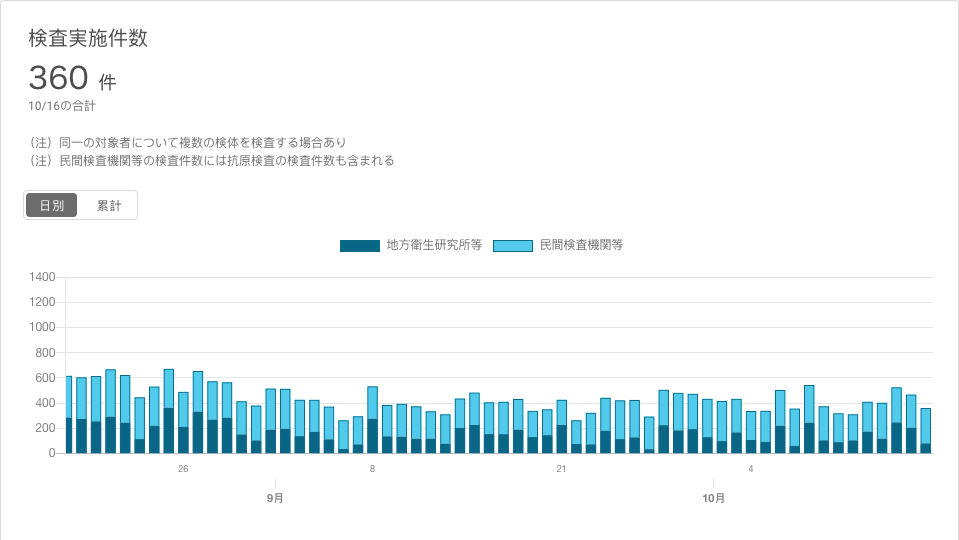 検査実施件数
360 件
10/16の合計
（注）同一の対象者について複数の検体を検査する場合あり
（注）民間検査機関等の検査件数には抗原検査の検査件数も含まれる
日別 累計
地方衛生研究所等 民間検査機関等
1400
1200
1000
800
600
400
200
0
26 8 21 4
9月 10月